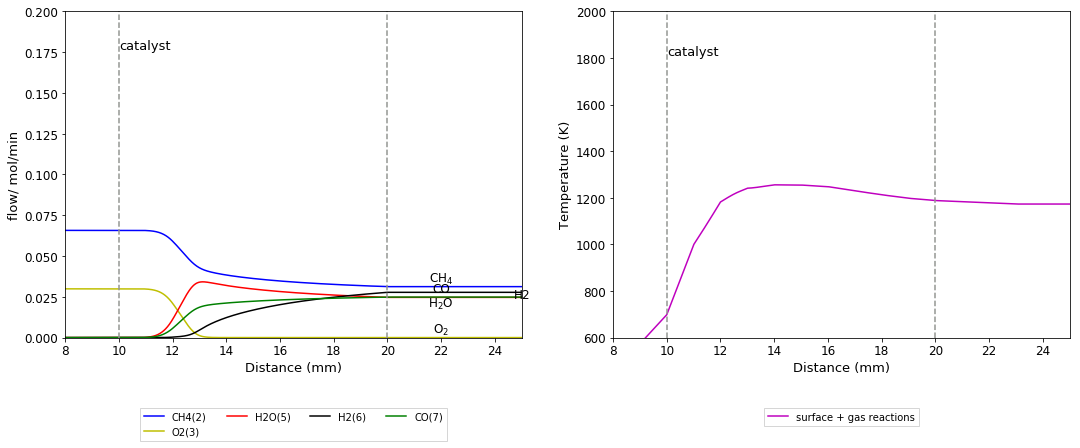 0.200
0.175
0.150
0.125
0.100
0.075
0.050
0.025
0.000
flow/ mol/min
catalyst
CH4
CO
H2
H2O
O2
8 10 12 14 16 18 20 22 24
Distance (mm)
CH4(2) H2O(5) H2(6) CO(7)
O2(3)
2000
1800
1600
1400
1200
1000
800
600
Temperature (K)
catalyst
8 10 12 14 16 18 20 22 24
Distance (mm)
surface + gas reactions